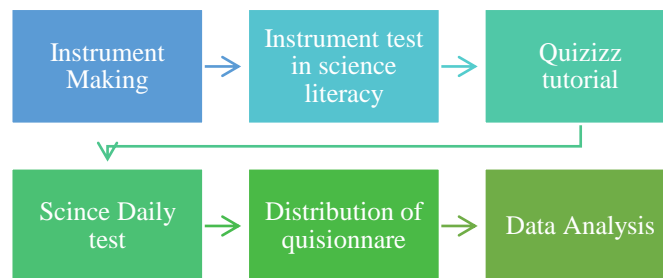 Instrument
Making
Instrument test
in science
literacy
Quizizz
tutorial
Scince Daily
test
Distribution of
quisionnare
Data Analysis